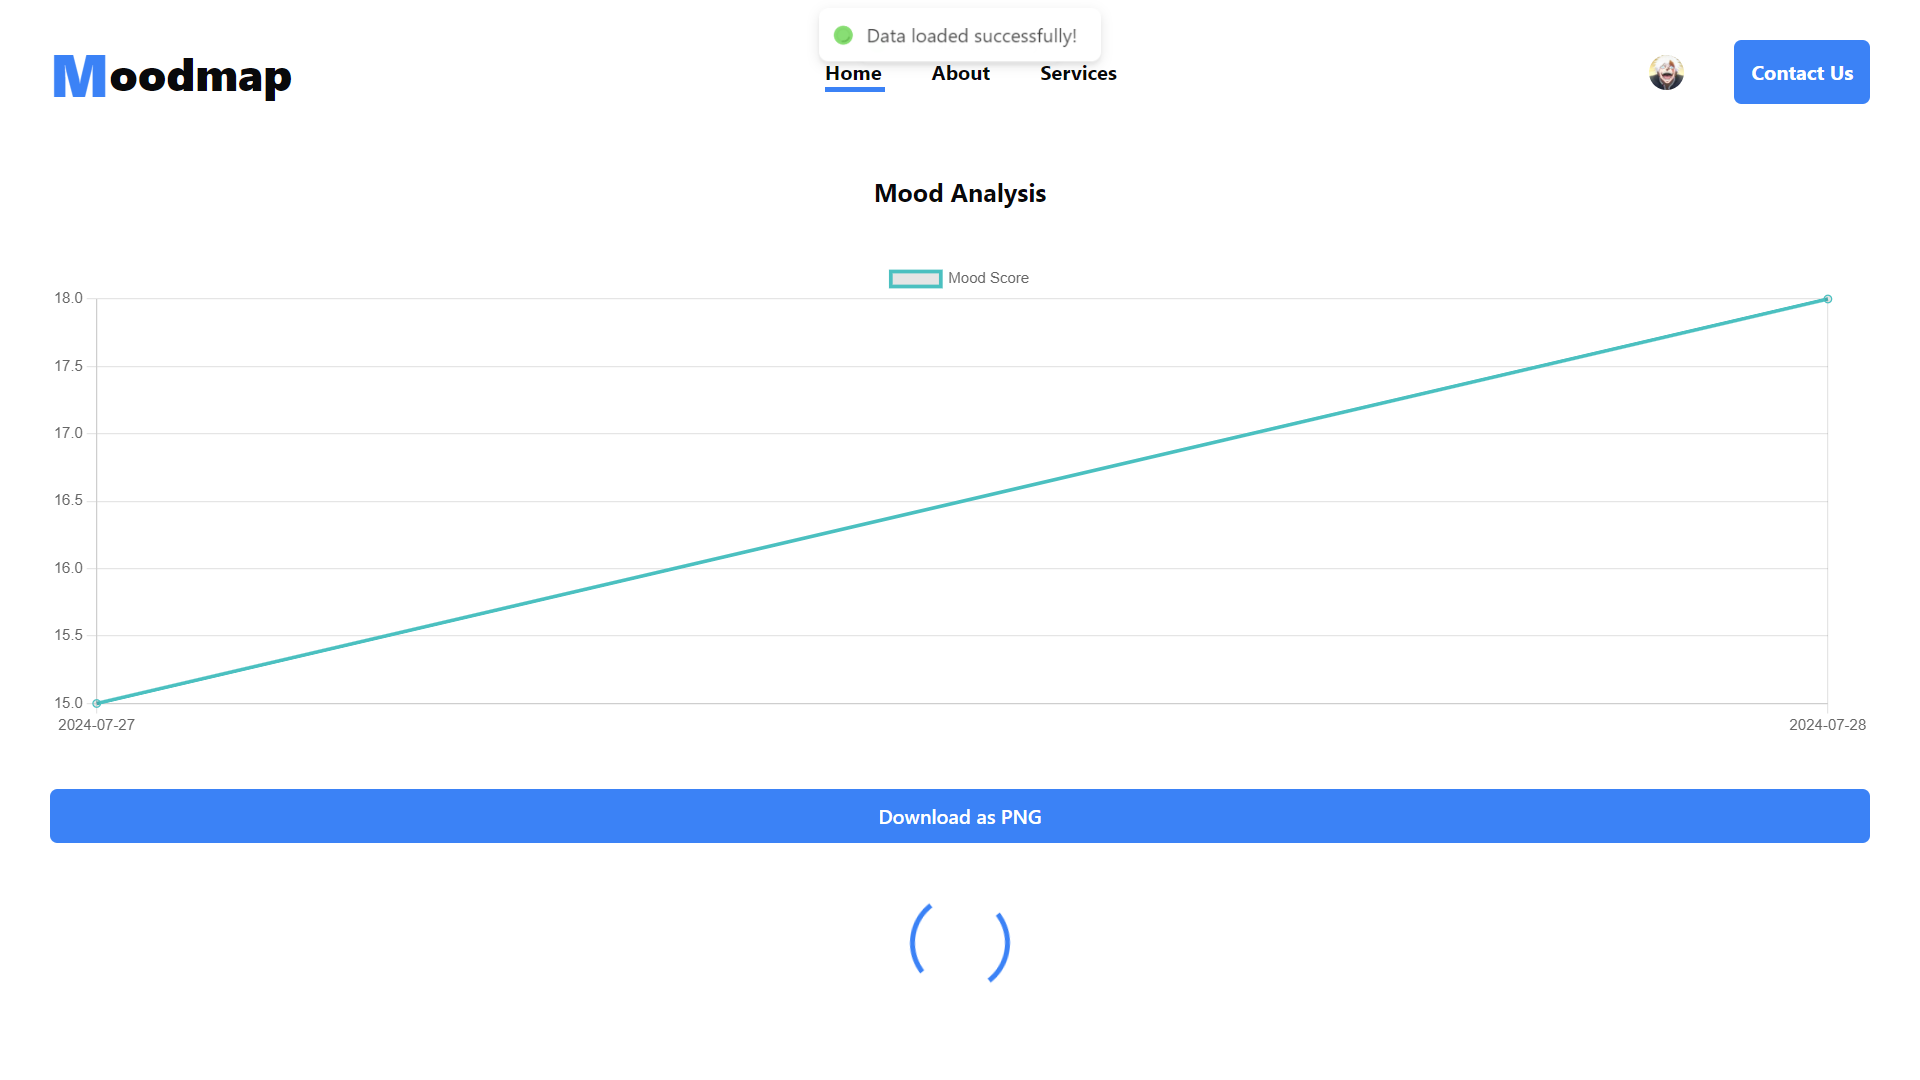 Data loaded successfully!
Moodmap
Home About Services
Contact Us
Mood Analysis
Mood Score
18.0
17.5
17.0
16.5
16.0
15.5
15.0
2024-07-27 2024-07-28
Download as PNG